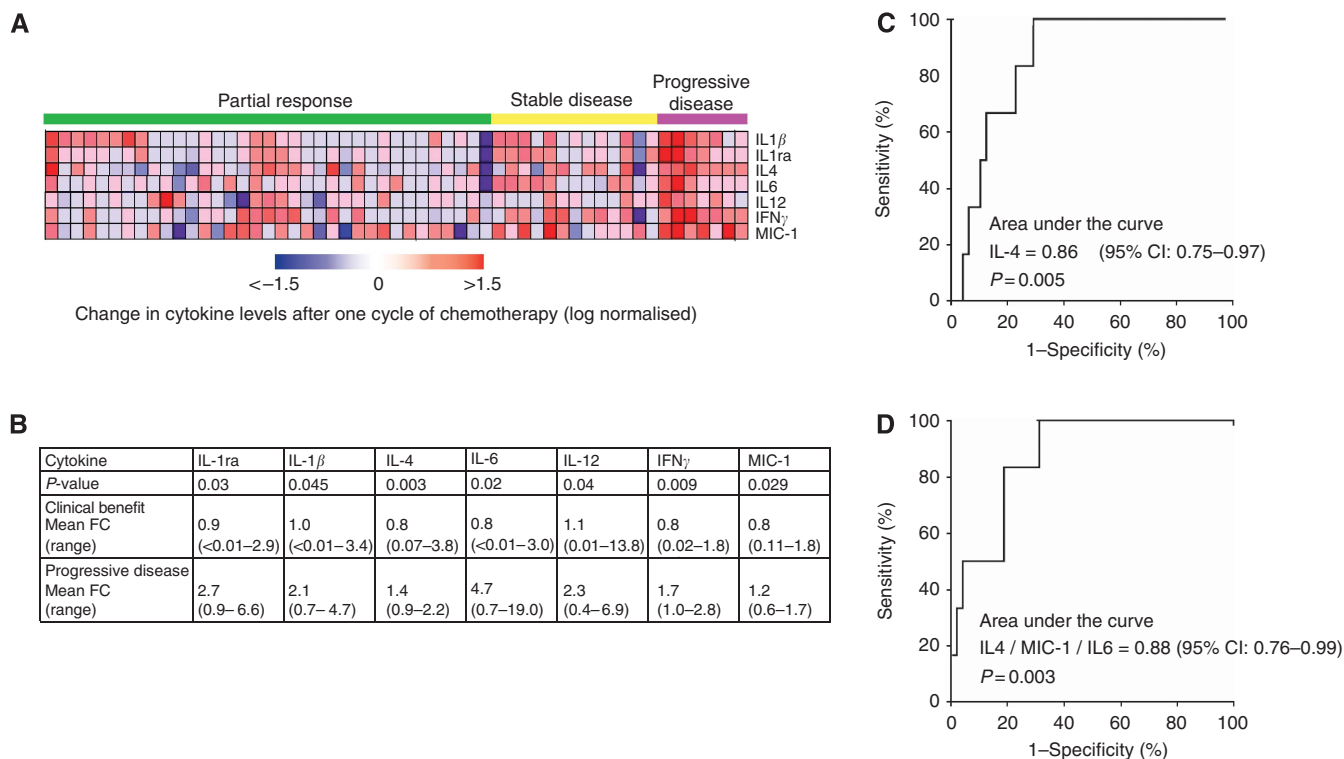 A
Partial response
Stable disease
Progressive
disease
IL1β
IL1ra
IL4
IL6
IL12
IFNγ
MIC-1
<−1.5
0
>1.5
Change in cytokine levels after one cycle of chemotherapy (log normalised)
B
Cytokine IL-1ra IL-1β IL-4 IL-6 IL-12 IFNγ MIC-1
P-value 0.03 0.045 0.003 0.02 0.04 0.009 0.029
Clinical benefit
Mean FC 0.9 1.0 0.8 0.8 1.1 0.8 0.8
(range) (<0.01–2.9) (<0.01–3.4) (0.07–3.8) (<0.01–3.0) (0.01–13.8) (0.02–1.8) (0.11–1.8)
Progressive disease
Mean FC 2.7 2.1 1.4 4.7 2.3 1.7 1.2
(range) (0.9–6.6) (0.7–4.7) (0.9–2.2) (0.7–19.0) (0.4–6.9) (1.0–2.8) (0.6–1.7)
C
100
80
60
40
20
0
Sensitivity (%)
Area under the curve
IL-4 = 0.86 (95% CI: 0.75–0.97)
P=0.005
0 20 40 60 80 100
1–Specificity (%)
D
100
80
60
40
20
0
Sensitivity (%)
Area under the curve
IL4 / MIC-1 / IL6 = 0.88 (95% CI: 0.76–0.99)
P=0.003
0 20 40 60 80 100
1–Specificity (%)